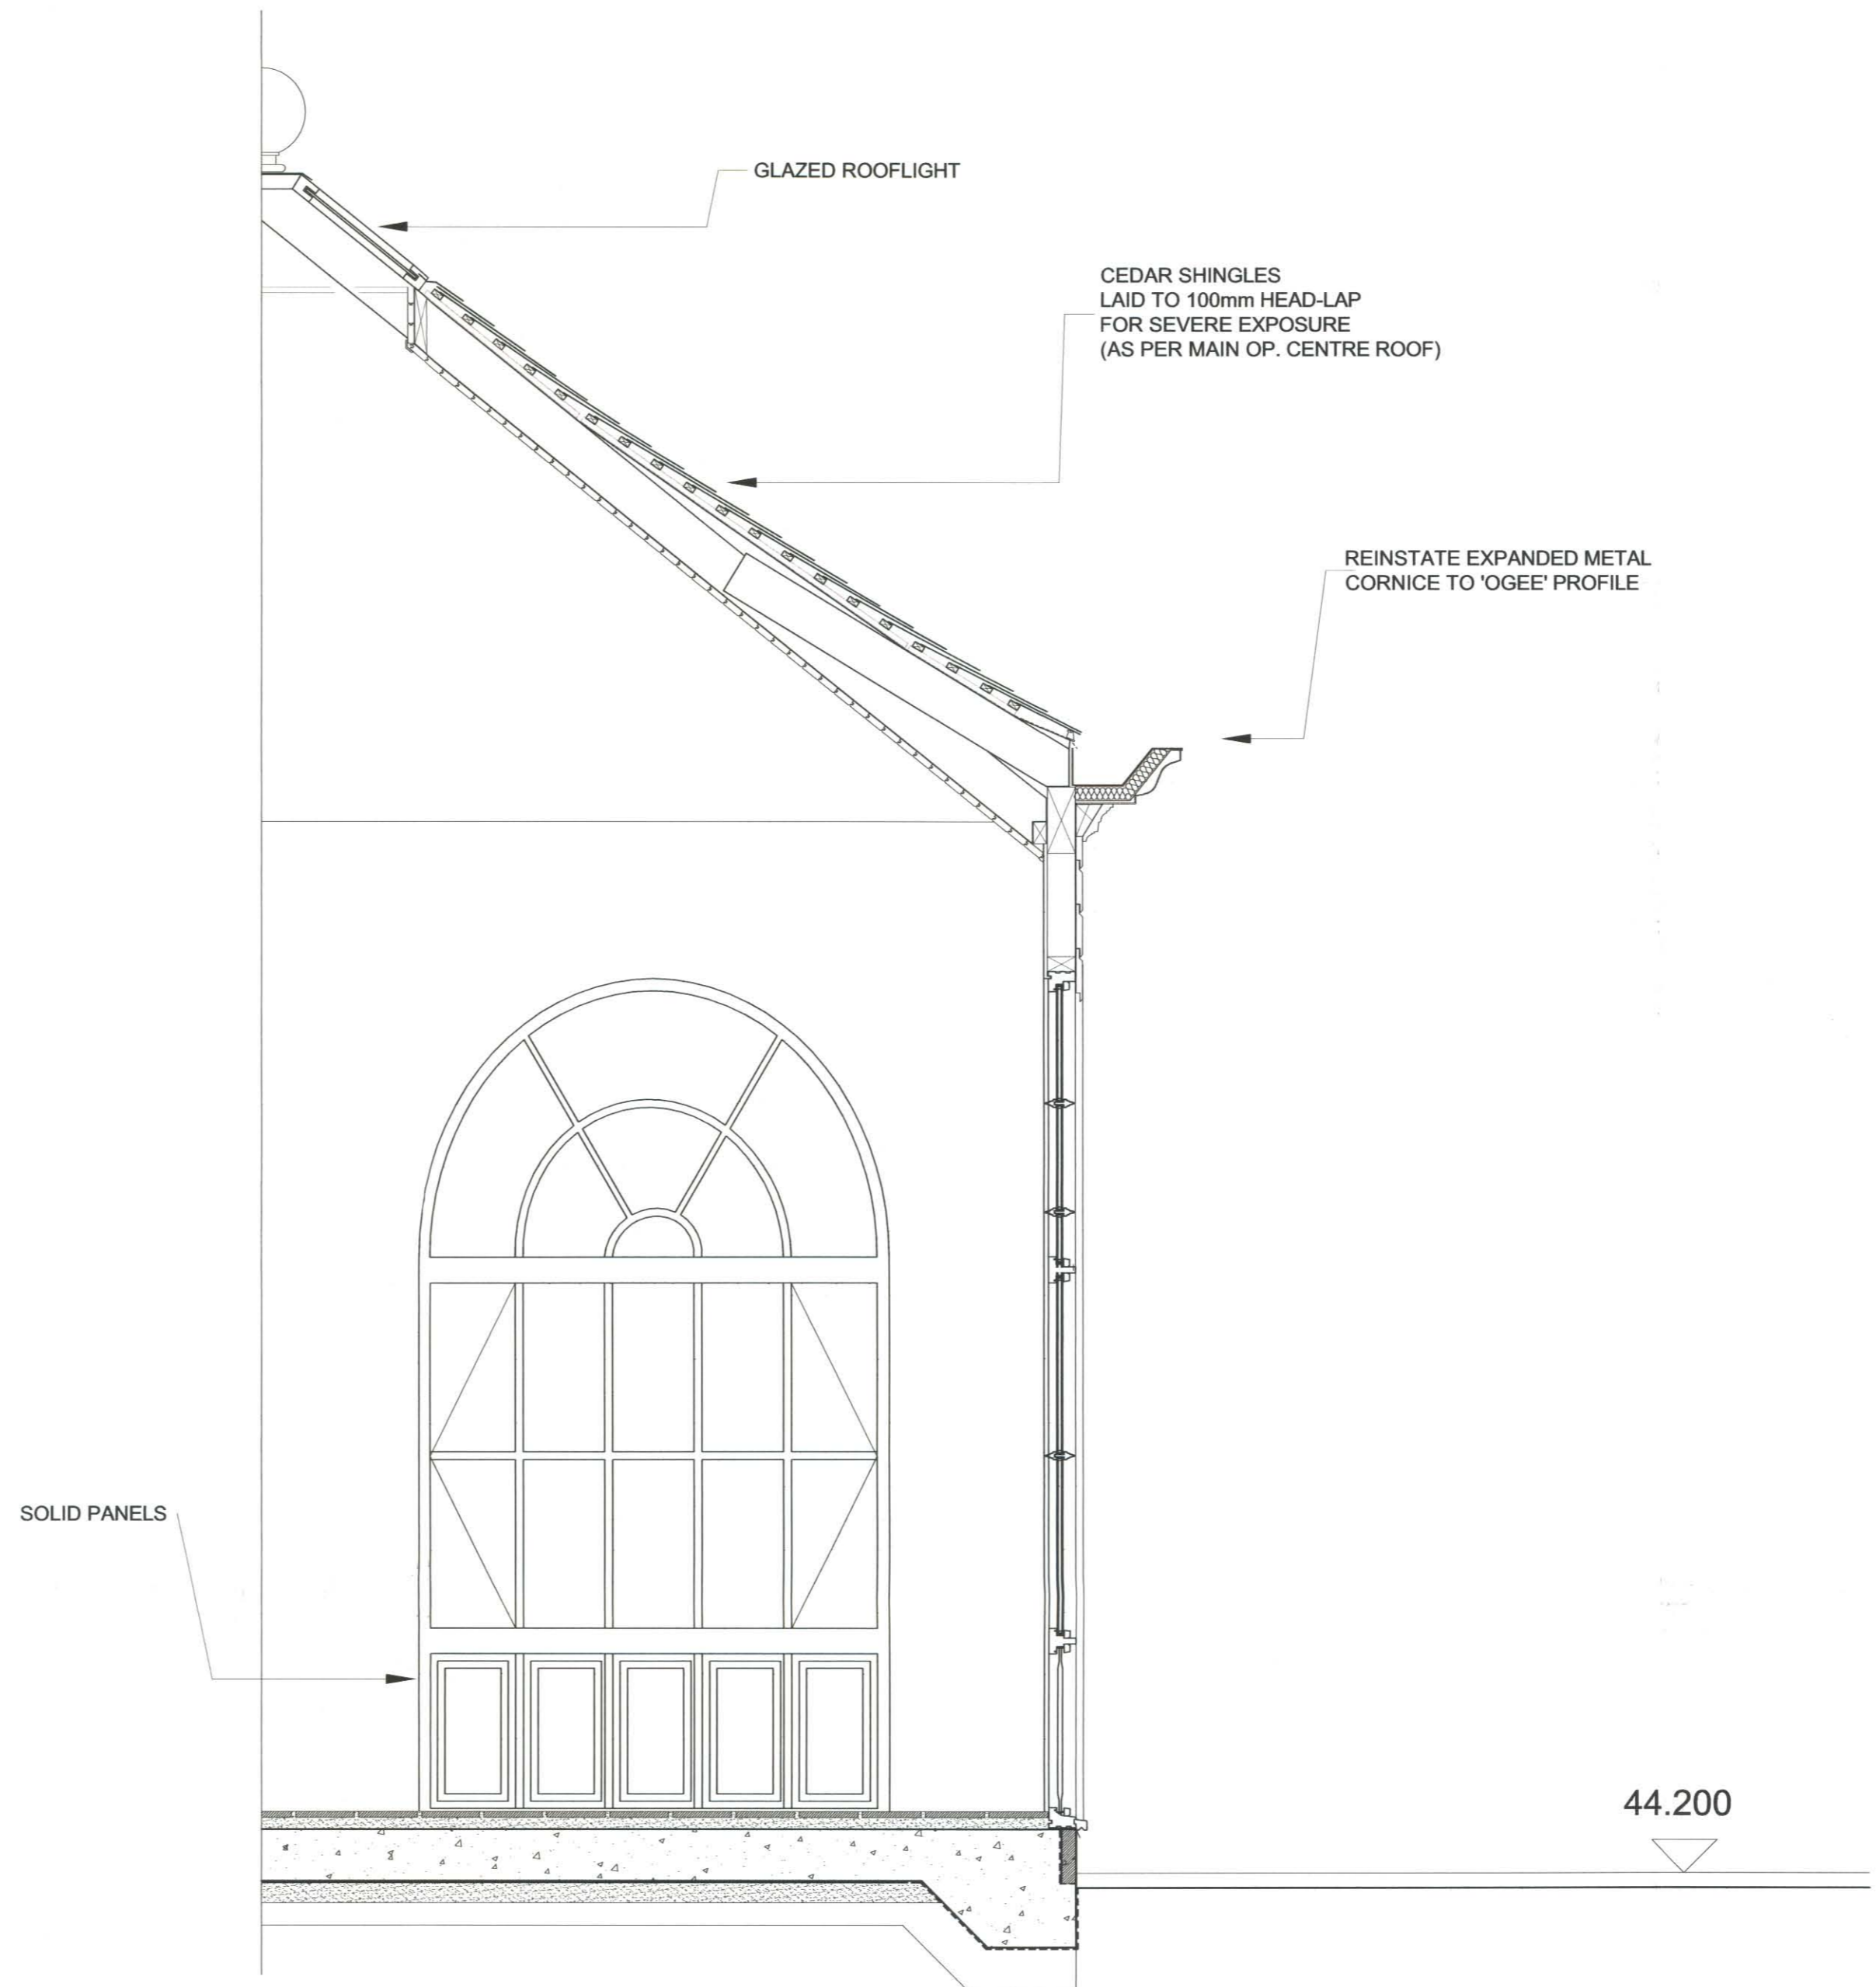 GLAZED ROOFLIGHT
CEDAR SHINGLES
LAID TO 100mm HEAD-LAP
FOR SEVERE EXPOSURE
(AS PER MAIN OP. CENTRE ROOF)
REINSTATE EXPANDED METAL
CORNICE TO 'OGEE' PROFILE
SOLID PANELS
44.200